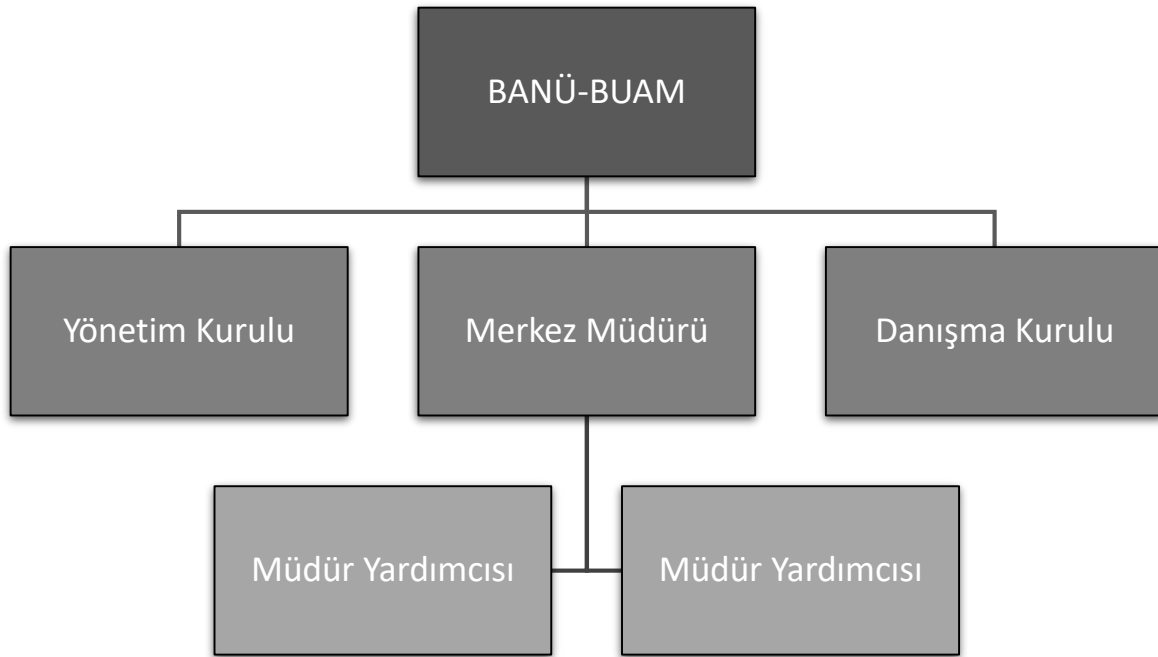 BANÜ-BUAM
Yönetim Kurulu
Merkez Müdürü
Danışma Kurulu
Müdür Yardımcısı
Müdür Yardımcısı